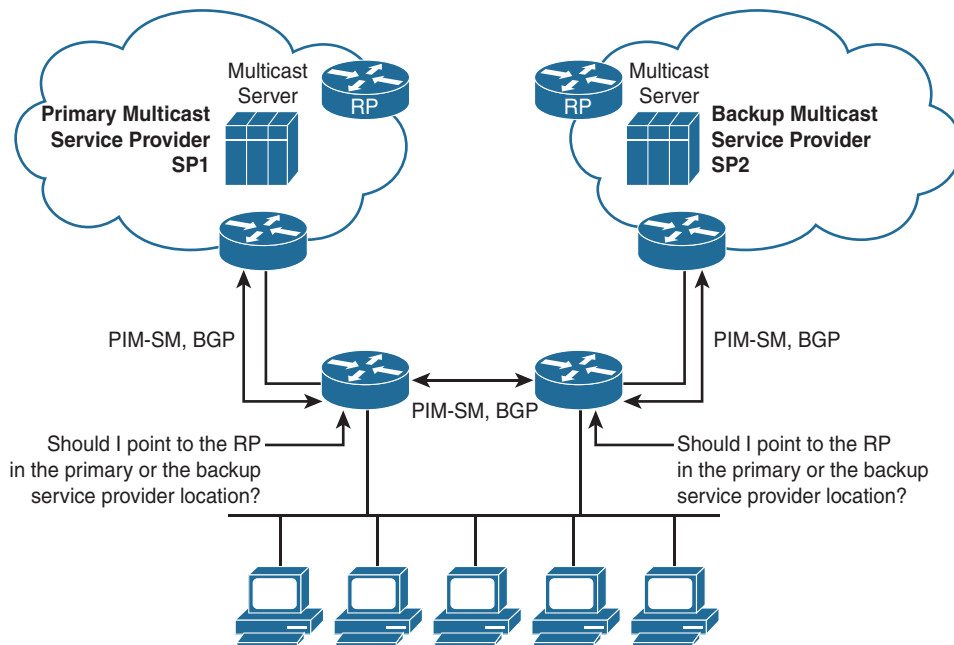 Multicast
Server
RP
Primary Multicast
Service Provider
SP1
Multicast
Server
RP
Backup Multicast
Service Provider
SP2
PIM-SM, BGP
PIM-SM, BGP
PIM-SM, BGP
Should I point to the RP
in the primary or the backup
service provider location?
Should I point to the RP
in the primary or the backup
service provider location?